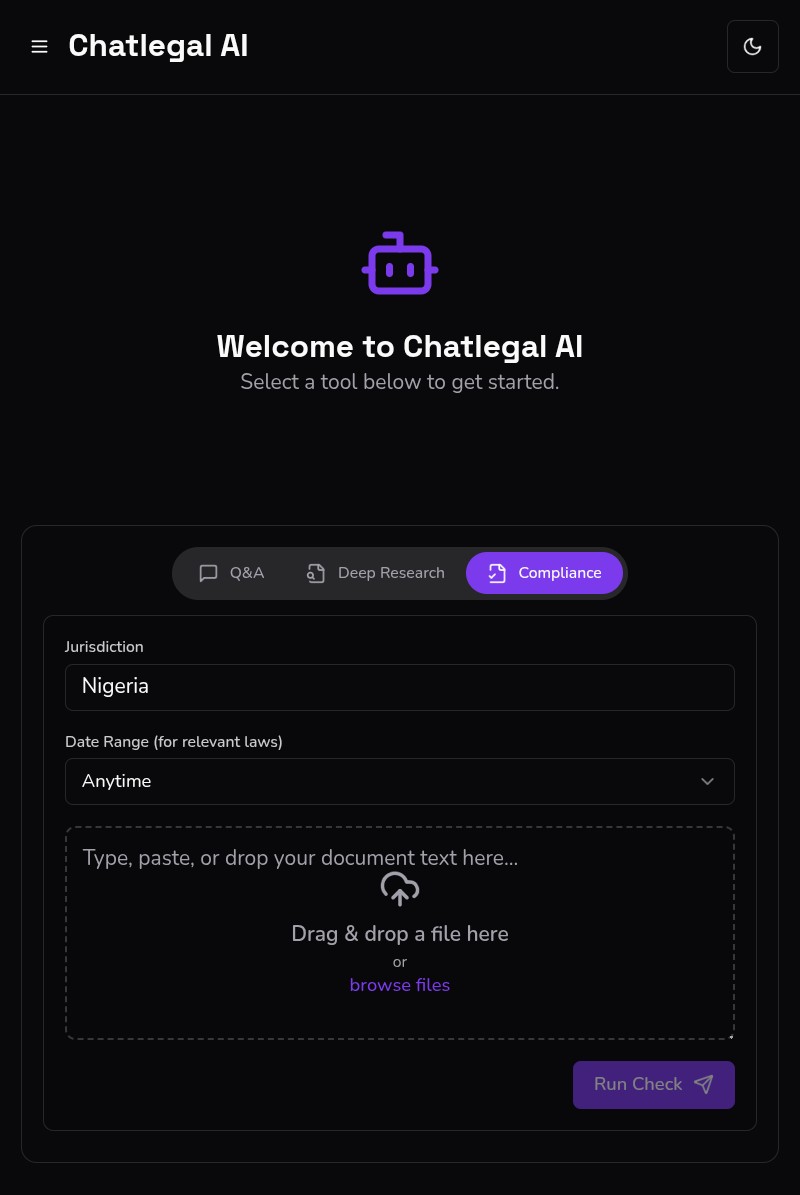 Chatlegal AI
Welcome to Chatlegal AI
Select a tool below to get started.
Q&A
Deep Research
Compliance
Jurisdiction
Nigeria
Date Range (for relevant laws)
Anytime
Type, paste, or drop your document text here...
Drag & drop a file here
or
browse files
Run Check